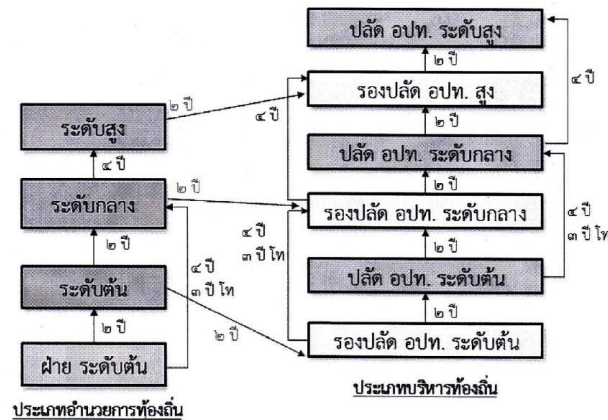 ปลัด อปท. ระดับสูง
๒ ปี
๔ ปี
รองปลัด อปท. สูง
๒ ปี
๒ ปี
๔ ปี
ระดับสูง
ปลัด อปท. ระดับกลาง
๔ ปี
๒ ปี
ระดับกลาง
๒ ปี
รองปลัด อปท. ระดับกลาง
๔ ปี
๓ ปี โท
๔ ปี
๓ ปี โท
๒ ปี
๒ ปี
๔ ปี
๓ ปี โท
ระดับต้น
ปลัด อปท. ระดับต้น
๒ ปี
๒ ปี
๒ ปี
ฝ่าย ระดับต้น
รองปลัด อปท. ระดับต้น
ประเภทอำนวยการท้องถิ่น
ประเภทบริหารท้องถิ่น